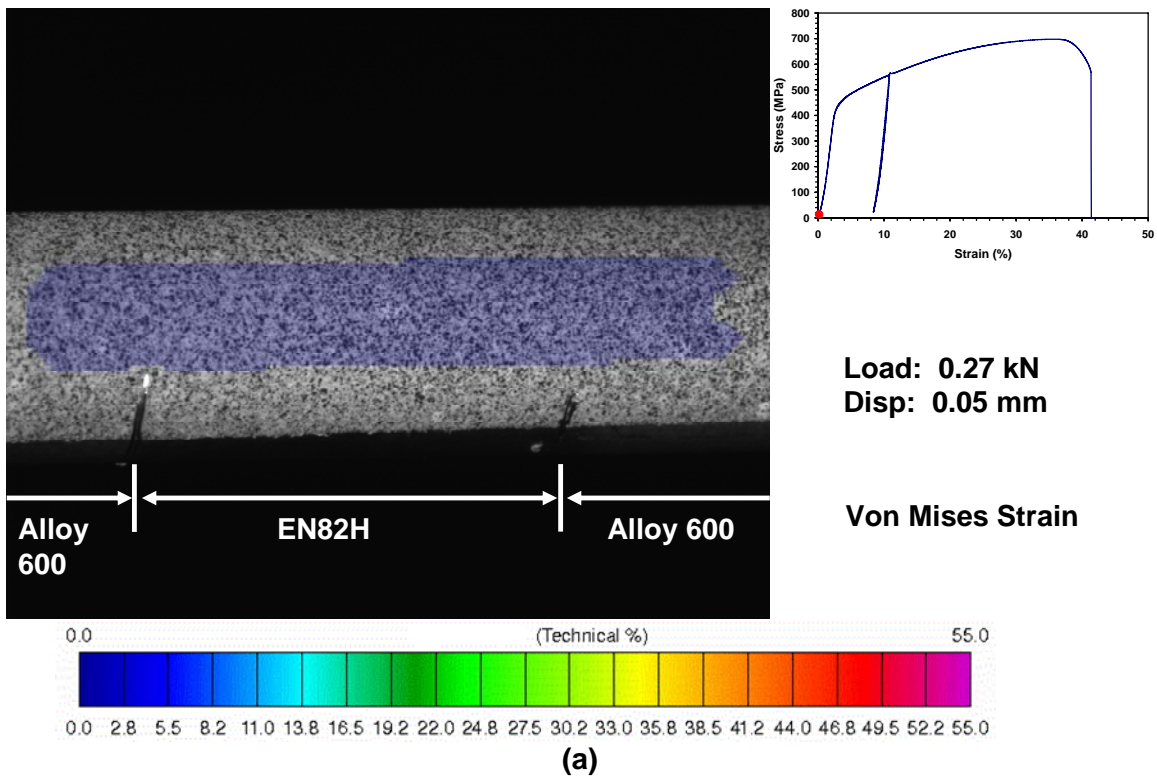 800
700
600
500
400
300
200
100
0
Stress (MPa)
0 10 20 30 40 50
Strain (%)
Load: 0.27 kN
Disp: 0.05 mm
Von Mises Strain
Alloy
600
EN82H
Alloy 600
0.0 (Technical %) 55.0
0.0 2.8 5.5 8.2 11.0 13.8 16.5 19.2 22.0 24.8 27.5 30.2 33.0 35.8 38.5 41.2 44.0 46.8 49.5 52.2 55.0
(a)